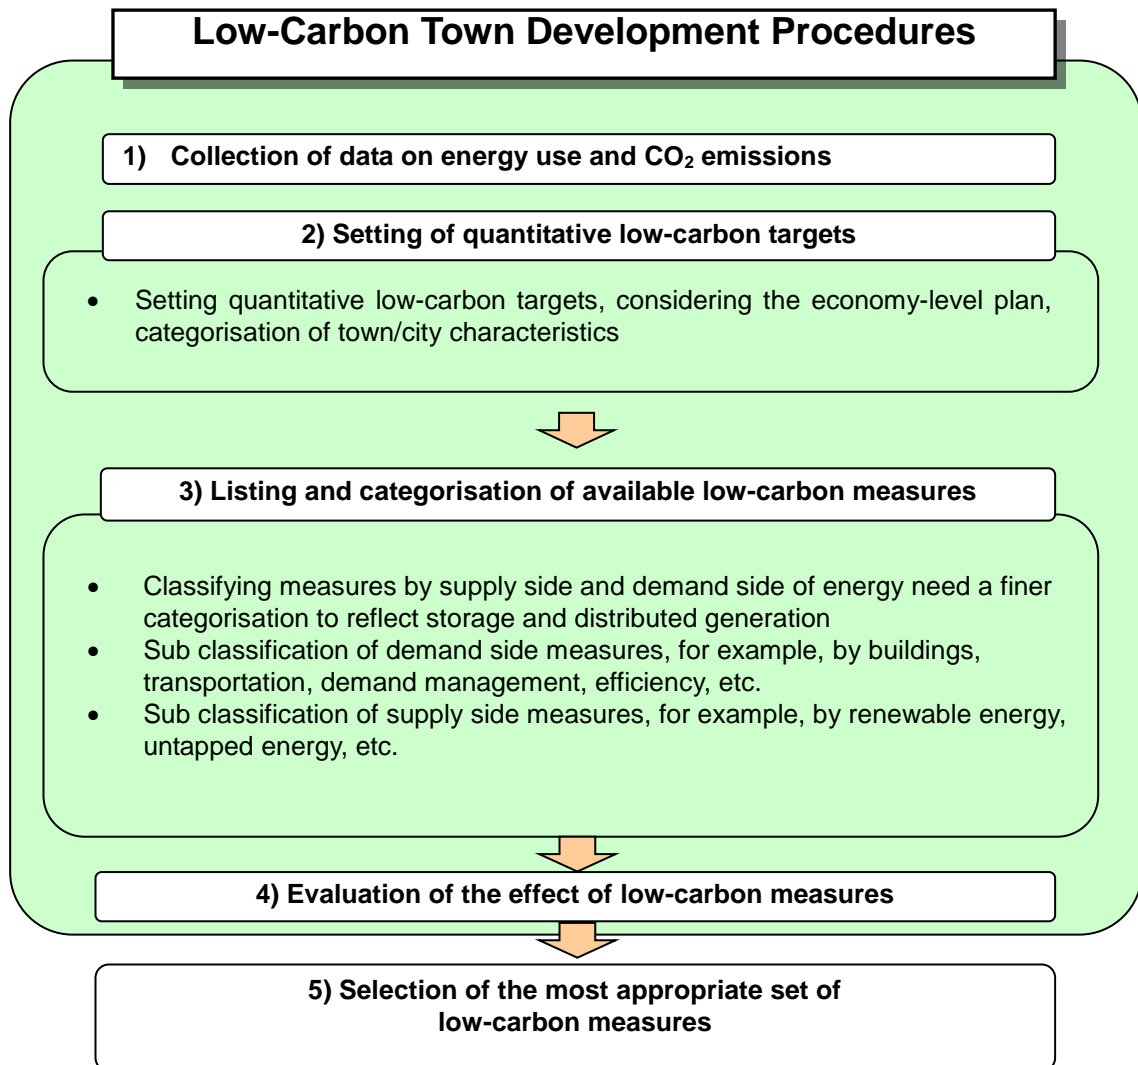 Low-Carbon Town Development Procedures
1) Collection of data on energy use and CO₂ emissions
2) Setting of quantitative low-carbon targets
• Setting quantitative low-carbon targets, considering the economy-level plan,
categorisation of town/city characteristics
3) Listing and categorisation of available low-carbon measures
• Classifying measures by supply side and demand side of energy need a finer
categorisation to reflect storage and distributed generation
• Sub classification of demand side measures, for example, by buildings,
transportation, demand management, efficiency, etc.
• Sub classification of supply side measures, for example, by renewable energy,
untapped energy, etc.
4) Evaluation of the effect of low-carbon measures
5) Selection of the most appropriate set of
low-carbon measures